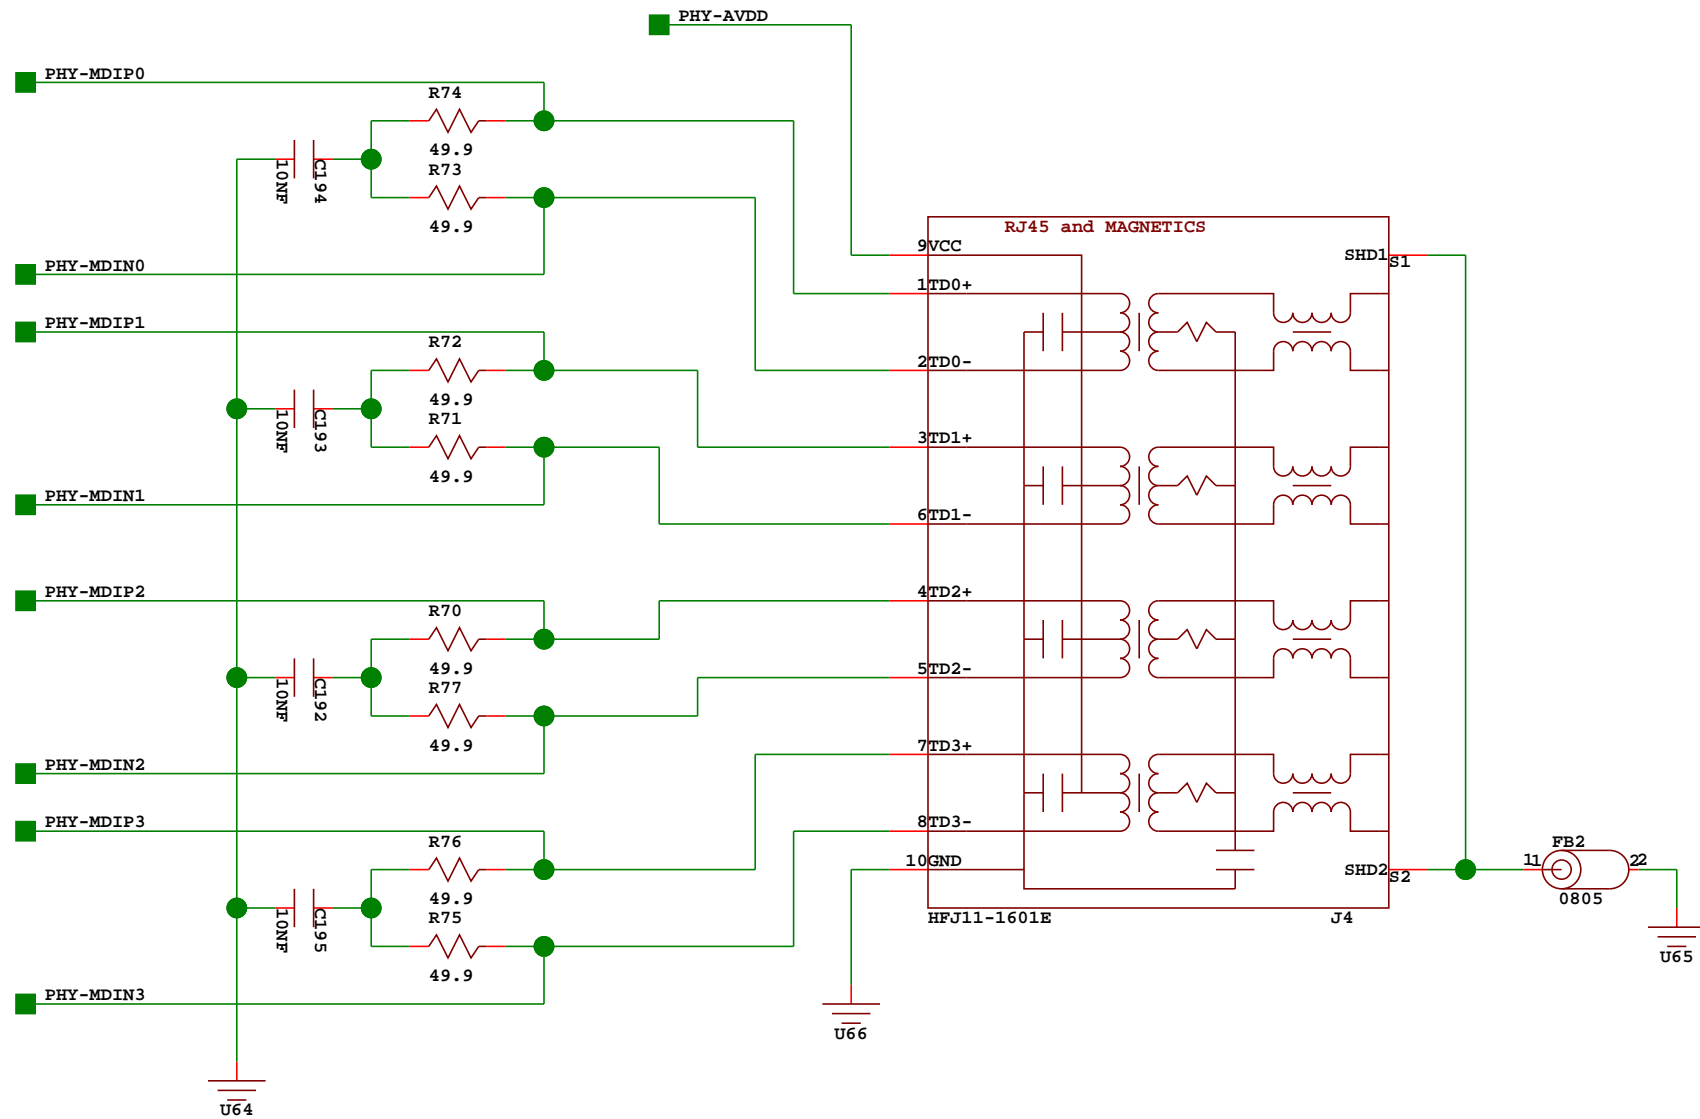 PHY-AVDD
PHY-MDIP0
R74
49.9
C194
10NF
R73
49.9
PHY-MDIN0
PHY-MDIP1
R72
49.9
C193
10NF
R71
49.9
PHY-MDIN1
PHY-MDIP2
R70
49.9
C192
10NF
R77
49.9
PHY-MDIN2
PHY-MDIP3
R76
49.9
C195
10NF
R75
49.9
PHY-MDIN3
U64
RJ45 and MAGNETICS
9VCC
1TD0+
2TD0-
3TD1+
6TD1-
4TD2+
5TD2-
7TD3+
8TD3-
10GND
SHD1
S1
SHD2
S2
HFJ11-1601E
J4
U66
FB2
11
22
0805
U65